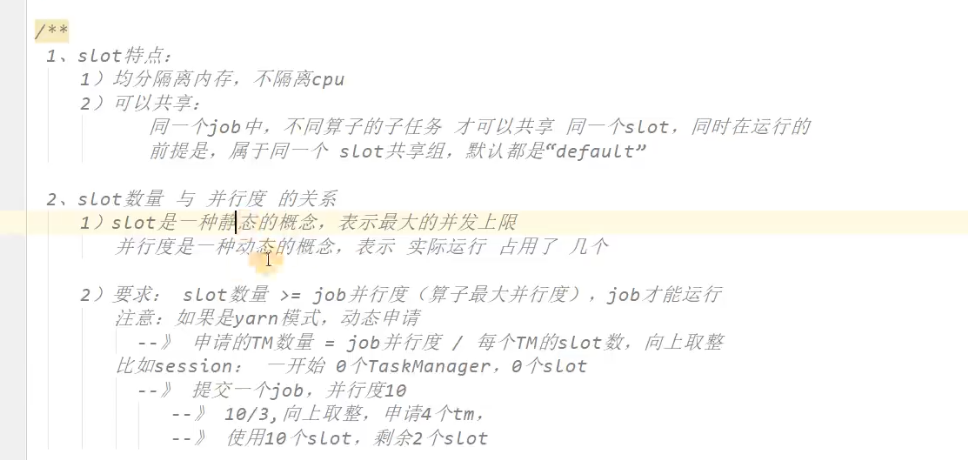 /**
1、slot特点:
1）均分隔离内存，不隔离cpu
2）可以共享:
同一个job中，不同算子的子任务 才可以共享 同一个slot，同时在运行的
前提是，属于同一个 slot共享组，默认都是“default”
2、slot数量 与 并行度 的关系
1）slot是一种静态的概念，表示最大的并发上限
并行度是一种动态的概念，表示 实际运行 占用了 几个
2）要求: slot数量 >= job并行度（算子最大并行度），job才能运行
注意：如果是yarn模式，动态申请
--》 申请的TM数量 = job并行度 / 每个TM的slot数，向上取整
比如session: 一开始 0个TaskManager，0个slot
--》 提交一个job，并行度10
--》 10/3,向上取整，申请4个tm，
--》 使用10个slot，剩余2个slot